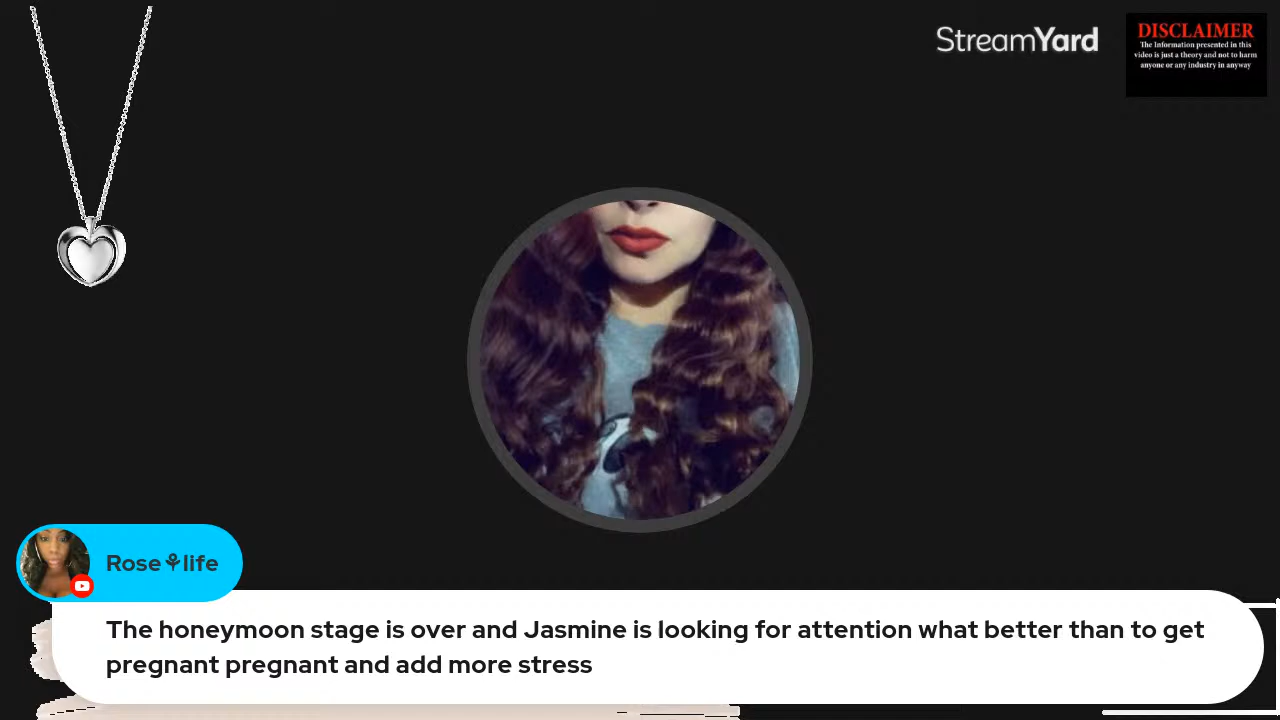 StreamYard
DISCLAIMER
The Information presented in this
video is just a theory and not to harm
anyone or any industry in anyway
Rose⚘life
The honeymoon stage is over and Jasmine is looking for attention what better than to get
pregnant pregnant and add more stress